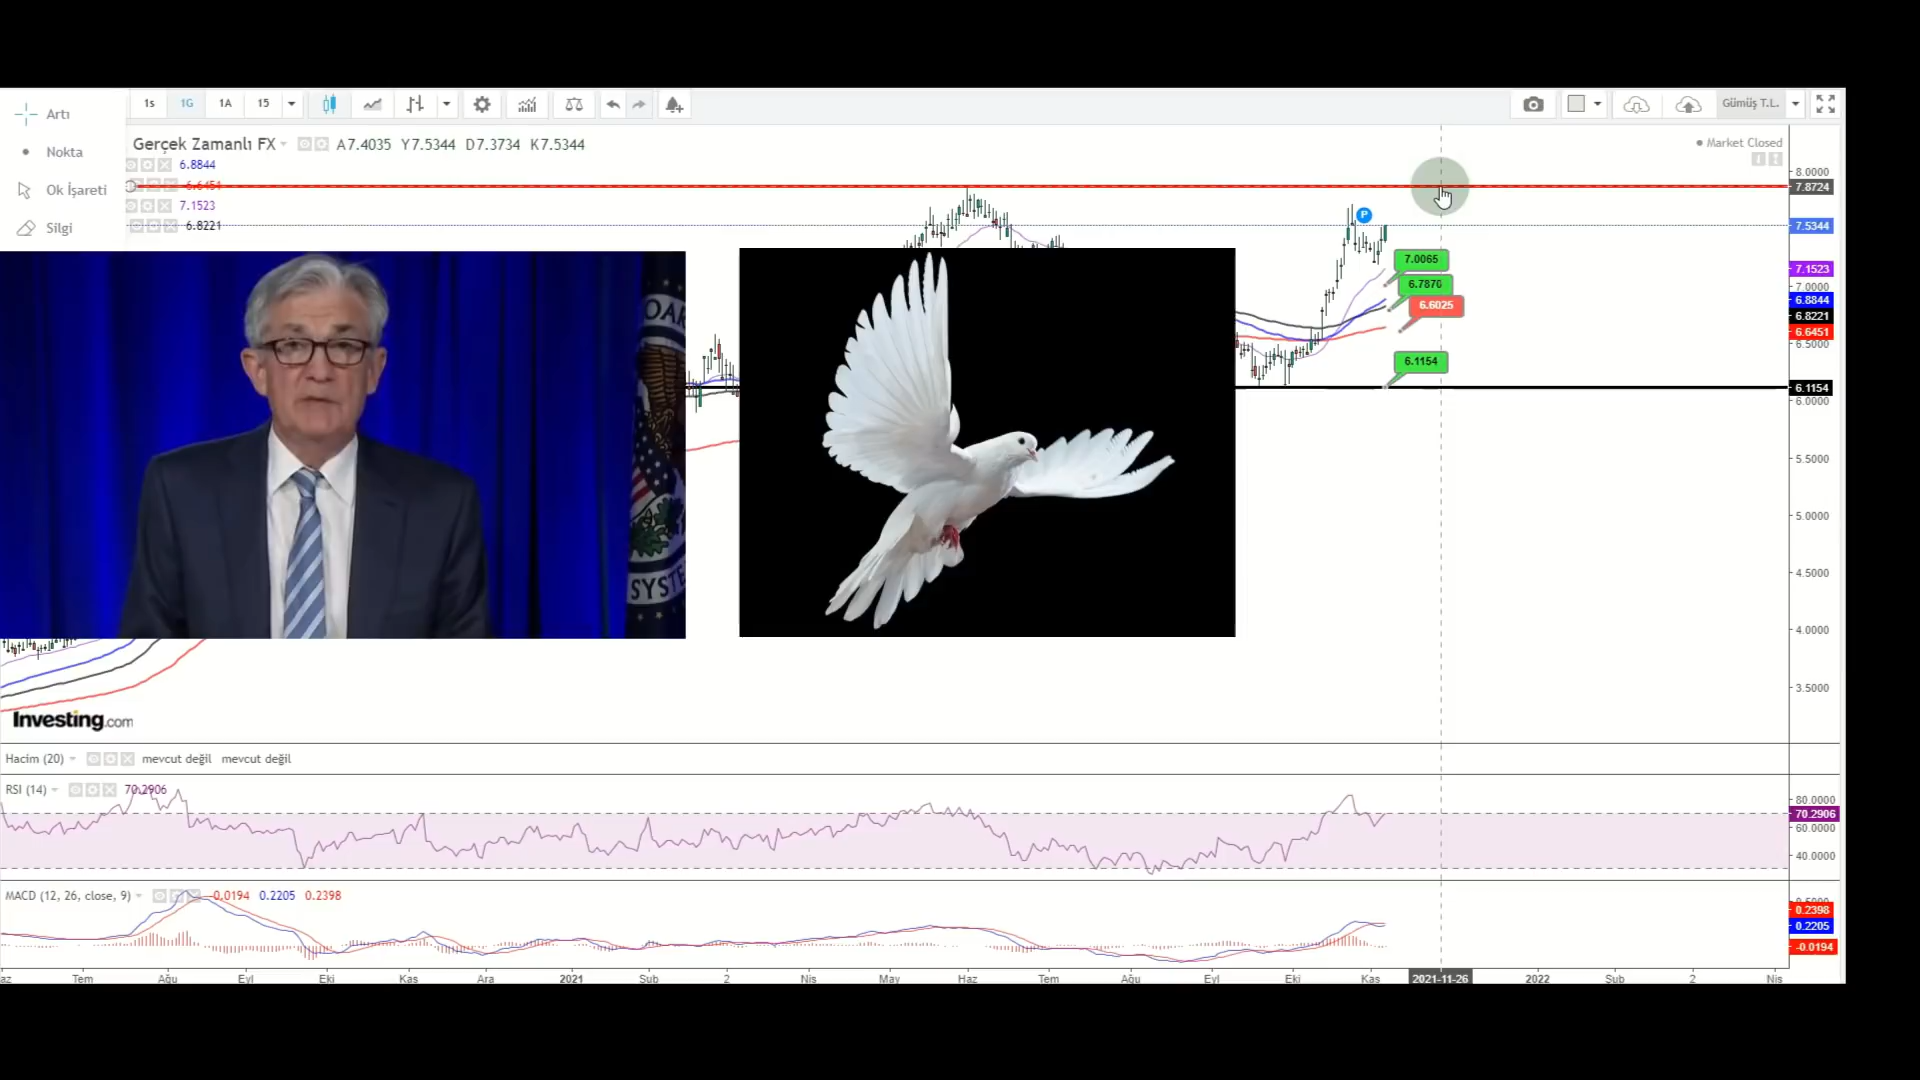 Artı
Nokta
Ok İşareti
Silgi
1s 1G 1A 15
Gümüş T.L.
Gerçek Zamanlı FX A7.4035 Y7.5344 D7.3734 K7.5344
Market Closed
6.8844
6.6451
7.1523
6.8221
P
7.0065
6.7870
6.6025
6.1154
8.0000
7.8724
7.5344
7.1523
7.0000
6.8844
6.8221
6.6451
6.5000
6.1154
6.0000
5.5000
5.0000
4.5000
4.0000
3.5000
SYSTE
Investing.com
Hacim (20) mevcut değil mevcut değil
RSI (14) 70.2906
80.0000
70.2906
60.0000
40.0000
MACD (12, 26, close, 9) -0.0194 0.2205 0.2398
0.2398
0.2205
-0.0194
Tem Ağu Eyl Eki Kas Ara 2021 Şub 2 Nis May Haz Tem Ağu Eyl Eki Kas 2021-11-26 2022 Şub 2 Nis